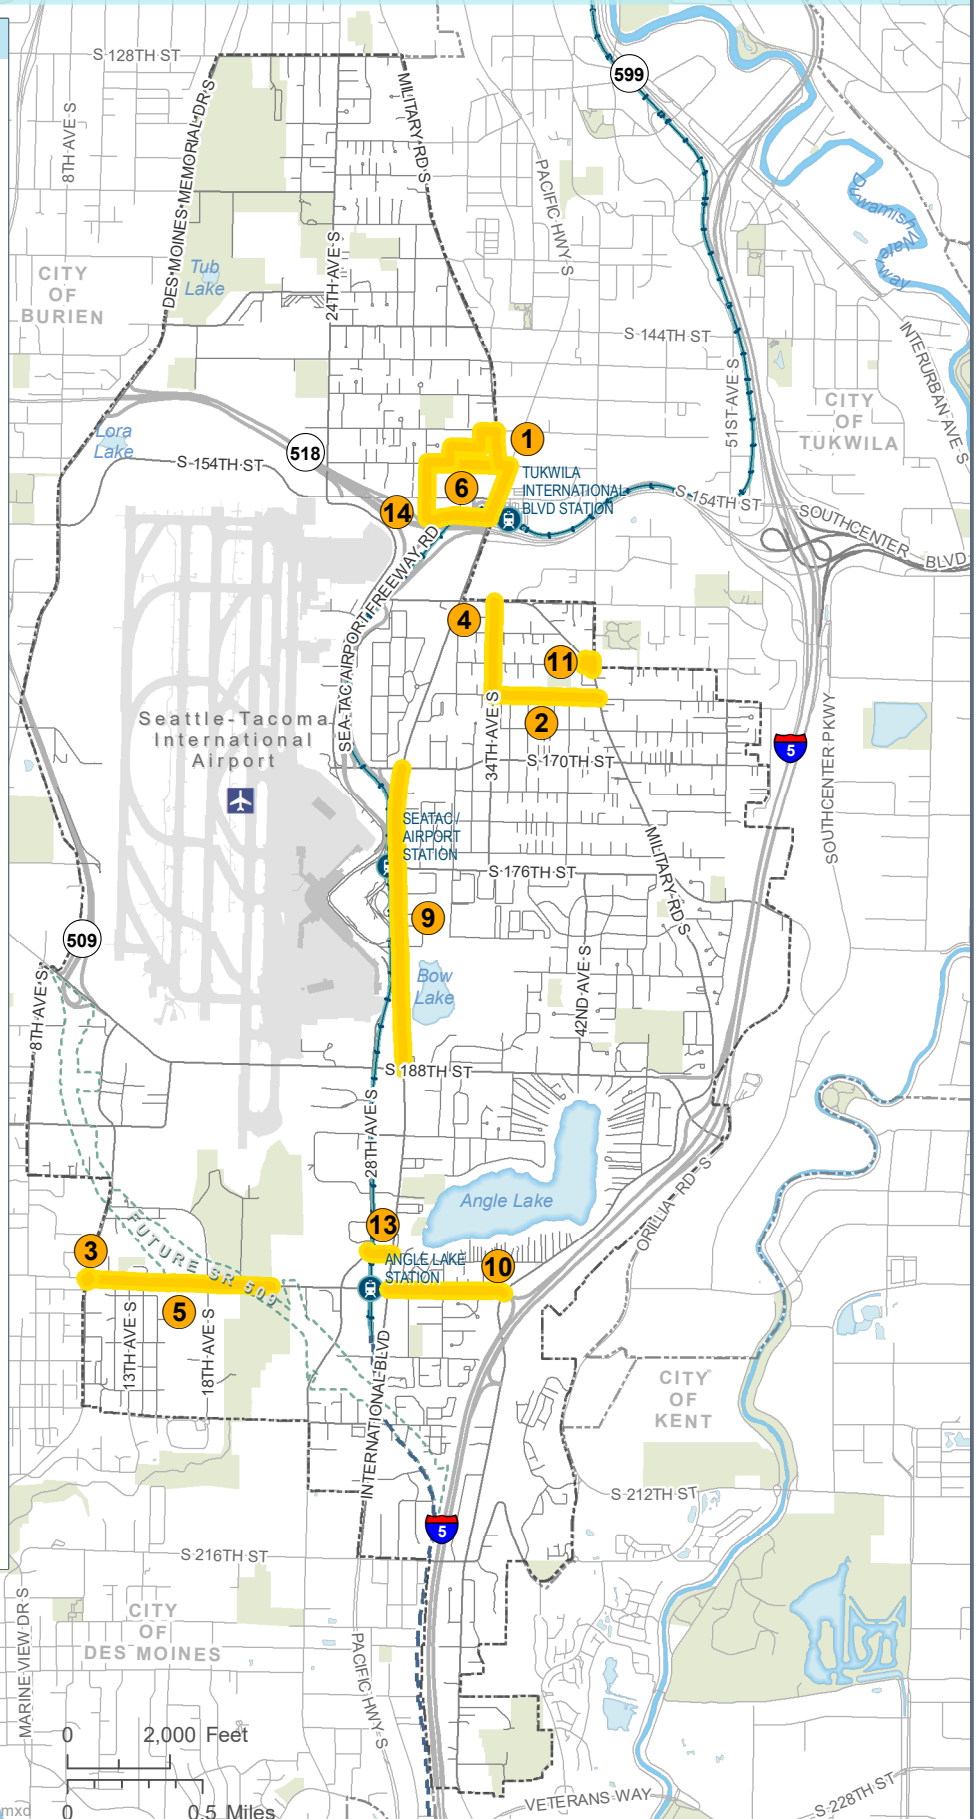 599
S 128TH ST
DES MOINES MEMORIAL DR S
MILITARY RD S
8TH AVE S
PACIFIC HWY S
Duwamish Waterway
24TH AVE S
CITY
OF
BURIEN
Tub
Lake
S 144TH ST
INTERURBAN AVE S
51ST AVE S
CITY
OF
TUKWILA
Lora
Lake
518
S 154TH ST
1
6
14
TUKWILA
INTERNATIONAL
BLVD STATION
S 154TH ST
SOUTHCENTER BLVD
SEA-TAC AIRPORT FREEWAY RD
4
11
2
34TH AVE S
Seattle-Tacoma
International
Airport
S 170TH ST
5
SOUTHCENTER PKWY
SEATAC/
AIRPORT
STATION
MILITARY RD S
S 176TH ST
9
509
Bow
Lake
8TH AVE S
42ND AVE S
S 188TH ST
28TH AVE S
Angle Lake
ORILLIA RD S
13
3
FUTURE SR 509
ANGLE LAKE
STATION
10
5
13TH AVE S
18TH AVE S
INTERNATIONAL BLVD
CITY
OF
KENT
S 212TH ST
5
S 216TH ST
CITY
OF
DES MOINES
MARINE VIEW DR S
PACIFIC HWY S
0 2,000 Feet
0 0.5 Miles
mxd
VETERANS WAY
S 228TH ST